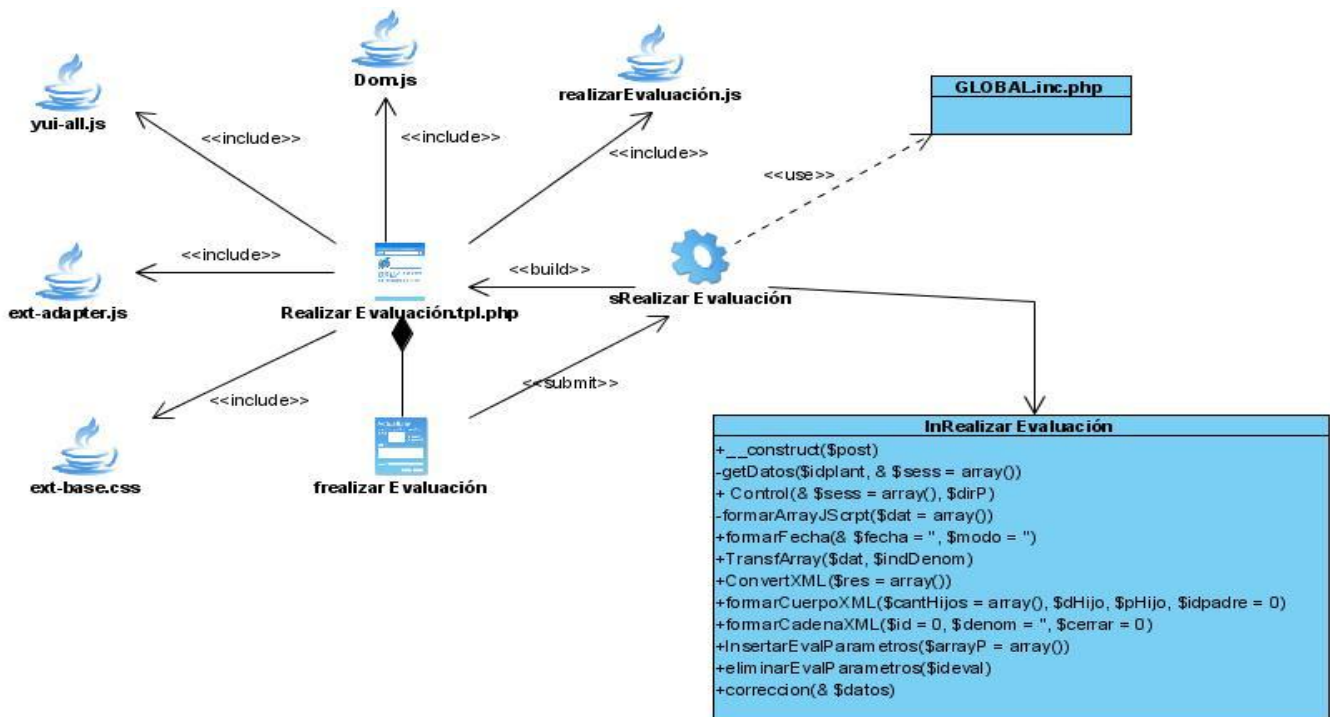 Dom.js
realizarEvaluación.js
yui-all.js
GLOBAL.inc.php
<<include>>
<<include>>
<<include>>
<<use>>
<<include>>
<<build>>
ext-adapter.js
Realizar Evaluación.tpl.php
sRealizar Evaluación
<<include>>
<<submit>>
ext-base.css
frealizar Evaluación
lnRealizar Evaluación
+__construct($post)
-getDatos($idplant, & $sess = array())
+ Control(& $sess = array(), $dirP)
-formarArrayJScrpt($dat = array())
+formarFecha(& $fecha = '', $modo = '')
+TransfArray($dat, $indDenom)
+ConvertXML($res = array())
+formarCuerpoXML($cantHijos = array(), $dHijo, $pHijo, $idpadre = 0)
+formarCadenaXML($id = 0, $denom = '', $cerrar = 0)
+InsertarEvalParametros($arrayP = array())
+eliminarEvalParametros($ideval)
+correccion(& $datos)